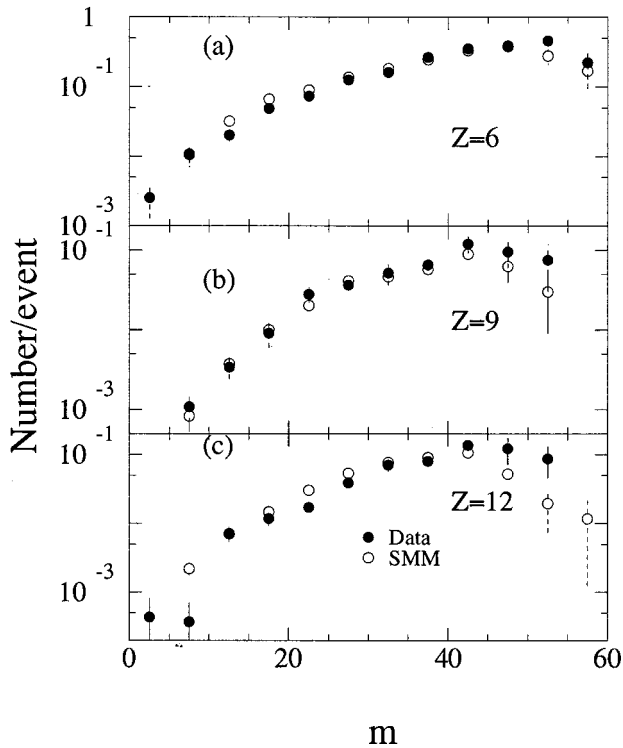 1
(a)
10^-1
Z=6
10^-3
10^-1
(b)
Z=9
10^-3
10^-1
(c)
Z=12
Data
SMM
10^-3
0
20
40
60
Number/event
m